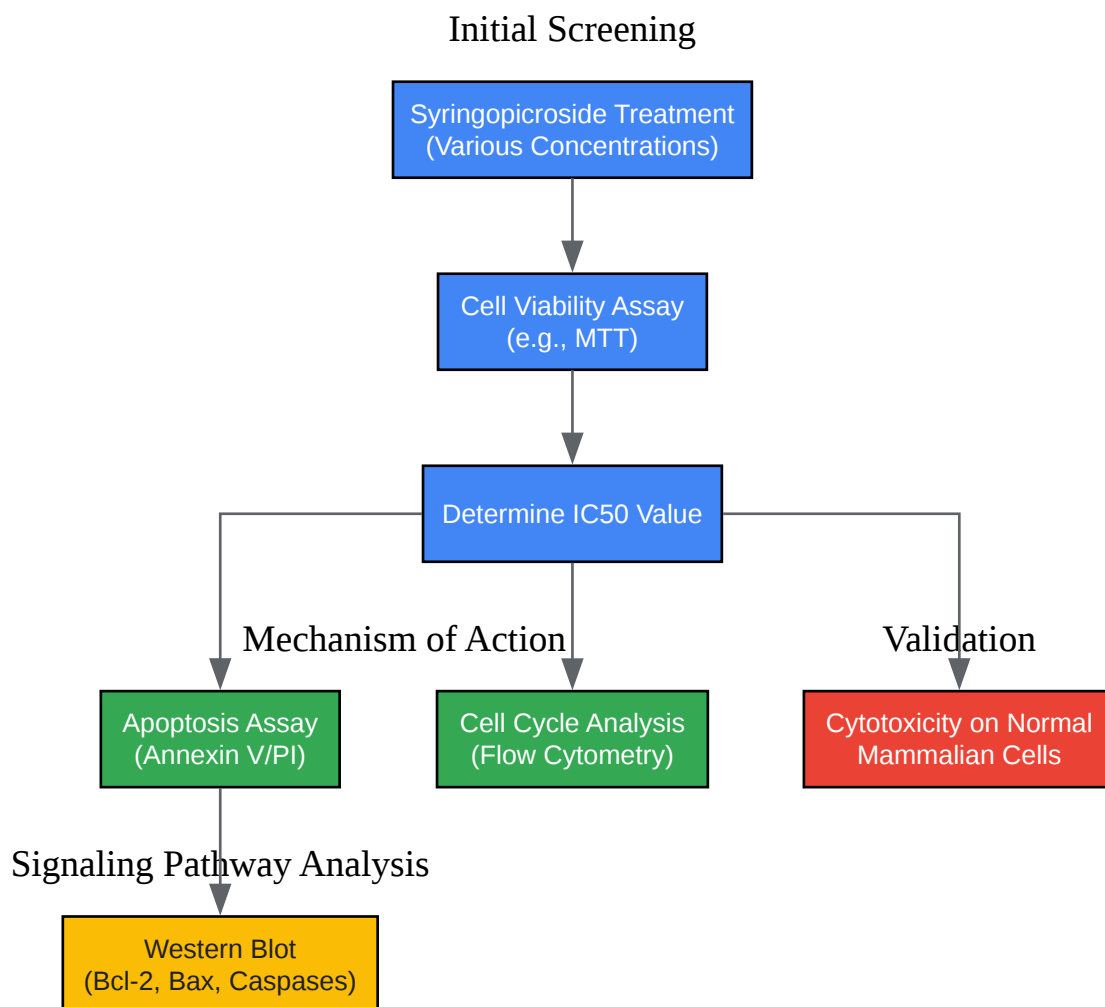 Initial Screening
Syringopicroside Treatment
(Various Concentrations)
Cell Viability Assay
(e.g., MTT)
Determine IC50 Value
Mechanism of Action
Validation
Apoptosis Assay
(Annexin V/PI)
Cell Cycle Analysis
(Flow Cytometry)
Cytotoxicity on Normal
Mammalian Cells
Signaling Pathway Analysis
Western Blot
(Bcl-2, Bax, Caspases)